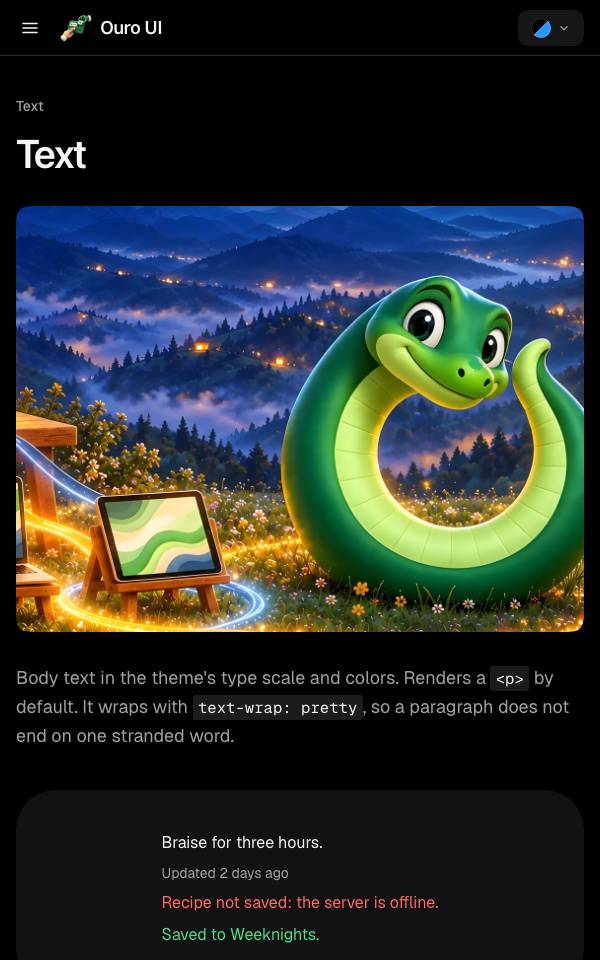 Ouro UI
Text
Text
Body text in the theme's type scale and colors. Renders a <p> by
default. It wraps with text-wrap: pretty, so a paragraph does not
end on one stranded word.
Braise for three hours.
Updated 2 days ago
Recipe not saved: the server is offline.
Saved to Weeknights.